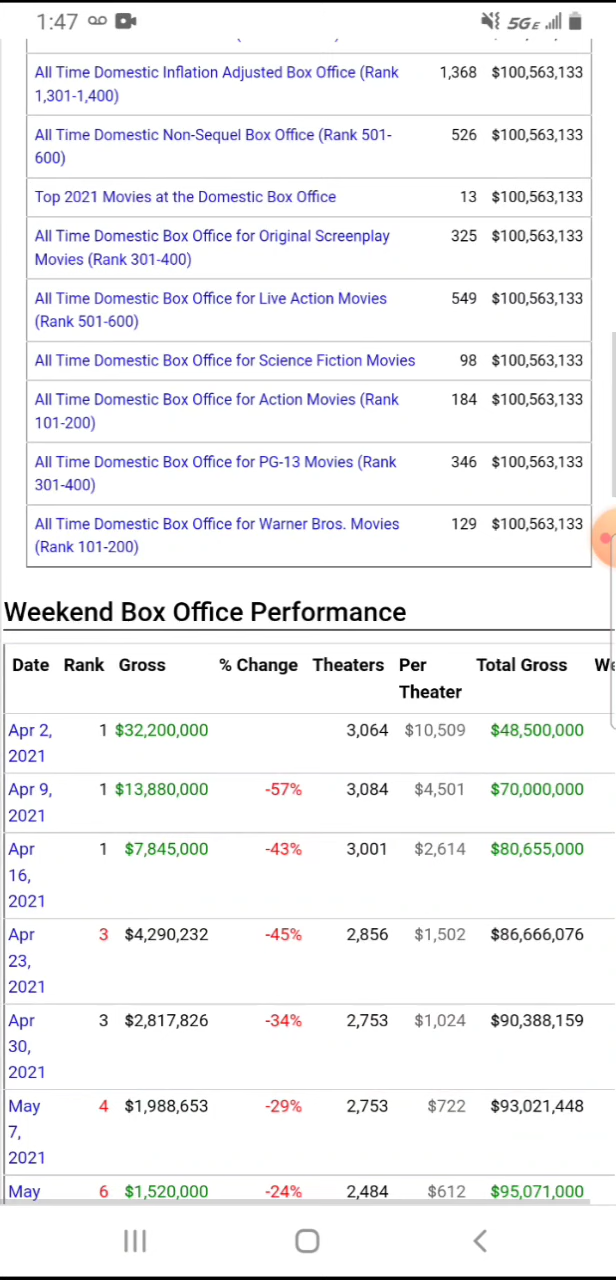 1:47
5GE
All Time Domestic Inflation Adjusted Box Office (Rank 1,368 $100,563,133
1,301-1,400)
All Time Domestic Non-Sequel Box Office (Rank 501- 526 $100,563,133
600)
Top 2021 Movies at the Domestic Box Office 13 $100,563,133
All Time Domestic Box Office for Original Screenplay 325 $100,563,133
Movies (Rank 301-400)
All Time Domestic Box Office for Live Action Movies 549 $100,563,133
(Rank 501-600)
All Time Domestic Box Office for Science Fiction Movies 98 $100,563,133
All Time Domestic Box Office for Action Movies (Rank 184 $100,563,133
101-200)
All Time Domestic Box Office for PG-13 Movies (Rank 346 $100,563,133
301-400)
All Time Domestic Box Office for Warner Bros. Movies 129 $100,563,133
(Rank 101-200)
Weekend Box Office Performance
Date Rank Gross % Change Theaters Per Total Gross
Theater
Apr 2, 1 $32,200,000 3,064 $10,509 $48,500,000
2021
Apr 9, 1 $13,880,000 -57% 3,084 $4,501 $70,000,000
2021
Apr 1 $7,845,000 -43% 3,001 $2,614 $80,655,000
16,
2021
Apr 3 $4,290,232 -45% 2,856 $1,502 $86,666,076
23,
2021
Apr 3 $2,817,826 -34% 2,753 $1,024 $90,388,159
30,
2021
May 4 $1,988,653 -29% 2,753 $722 $93,021,448
7,
2021
May 6 $1,520,000 -24% 2,484 $612 $95,071,000